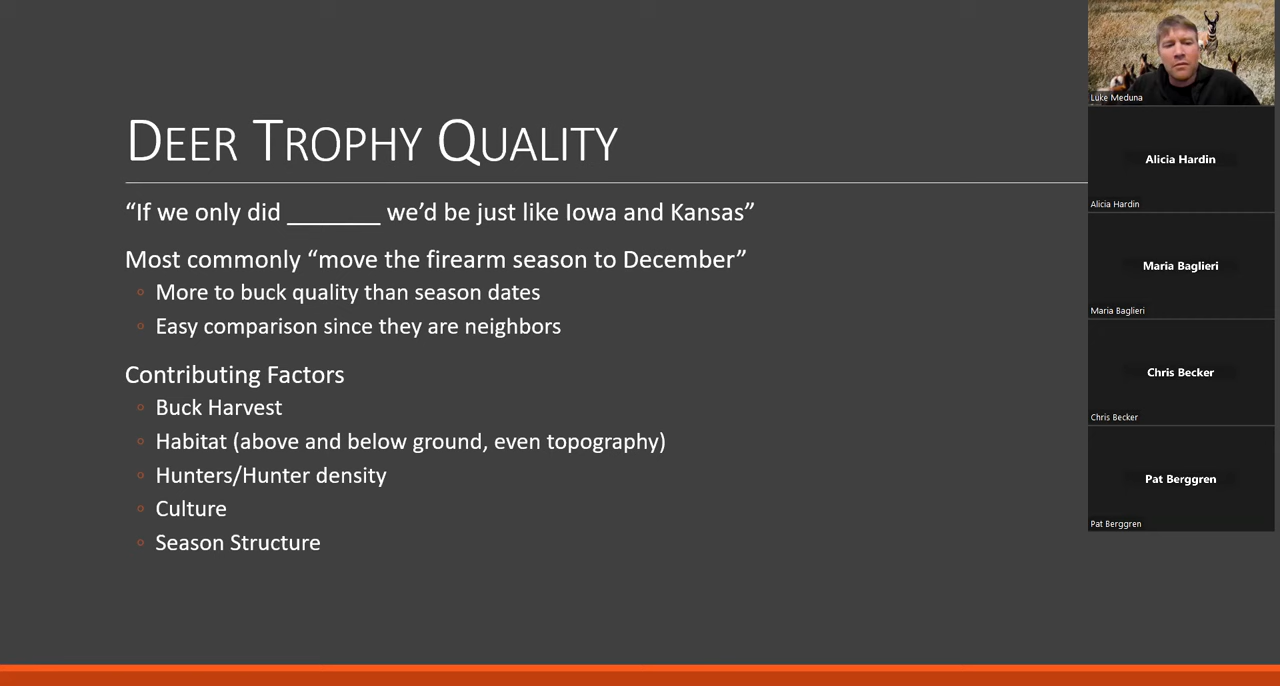 DEER TROPHY QUALITY
“If we only did _______ we’d be just like Iowa and Kansas”
Most commonly “move the firearm season to December”
More to buck quality than season dates
Easy comparison since they are neighbors
Contributing Factors
Buck Harvest
Habitat (above and below ground, even topography)
Hunters/Hunter density
Culture
Season Structure
Luke Meduna
Alicia Hardin
Alicia Hardin
Maria Baglieri
Maria Baglieri
Chris Becker
Chris Becker
Pat Berggren
Pat Berggren